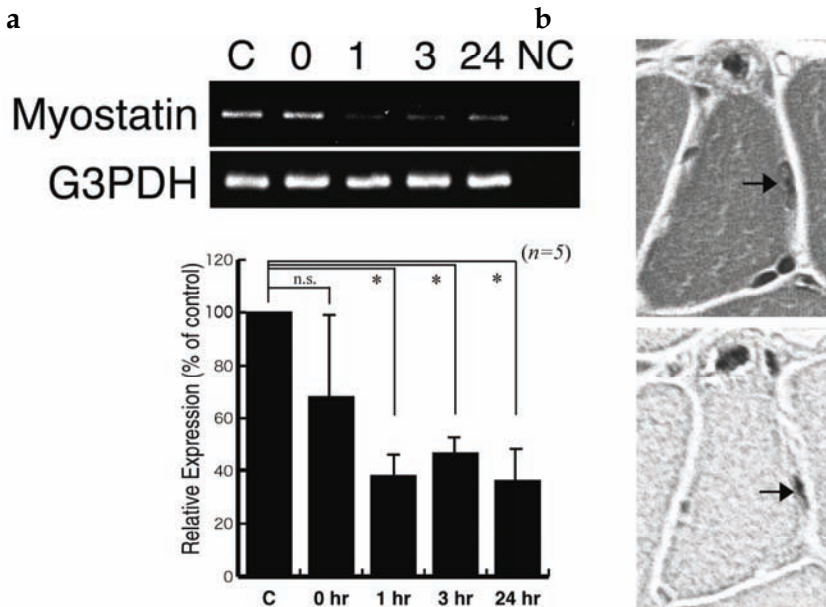 a
b
C 0 1 3 24 NC
Myostatin
G3PDH
(n=5)
n.s. * * *
Relative Expression (% of control)
120
100
80
60
40
20
0
C 0 hr 1 hr 3 hr 24 hr